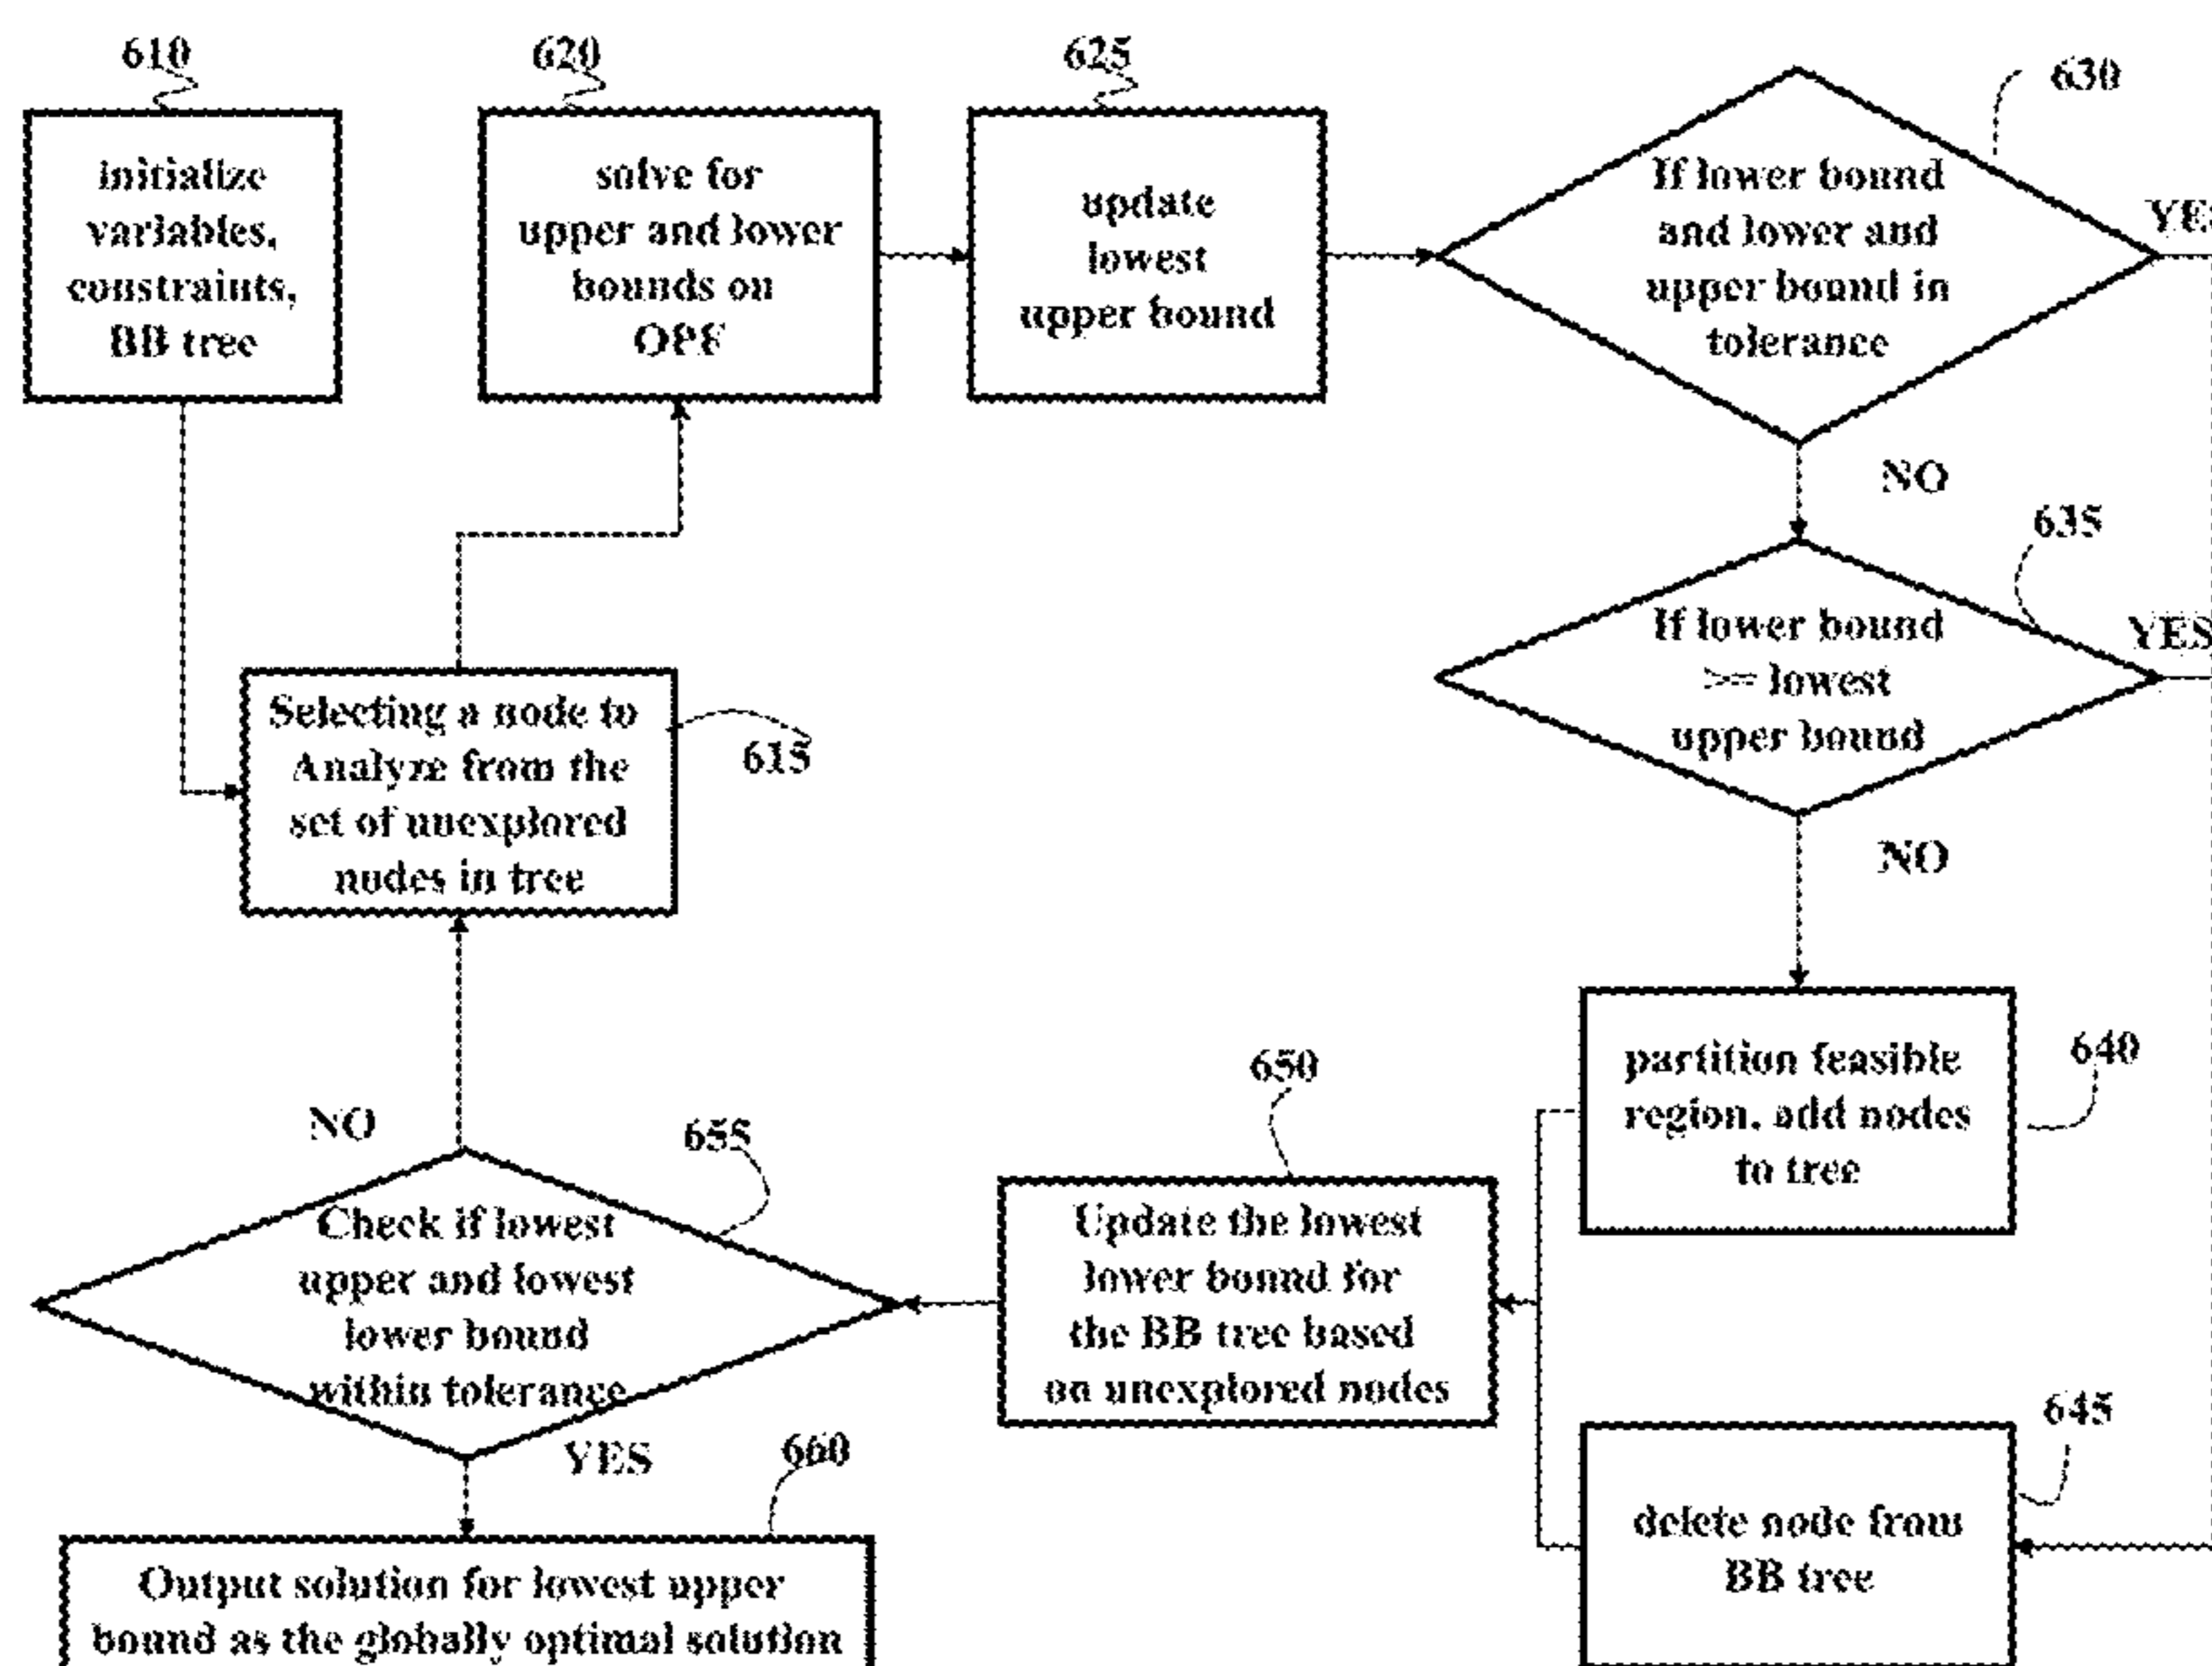 610
initialize
variables,
constraints,
BB tree
620
solve for
upper and lower
bounds on
OPF
625
update
lowest
upper bound
630
If lower bound
and lower and
upper bound in
tolerance
YES
NO
635
If lower bound
>= lowest
upper bound
YES
NO
615
Selecting a node to
Analyze from the
set of unexplored
nodes in tree
640
partition feasible
region, add nodes
to tree
645
delete node from
BB tree
650
Update the lowest
lower bound for
the BB tree based
on unexplored nodes
655
NO
Check if lowest
upper and lowest
lower bound
within tolerance
YES
660
Output solution for lowest upper
bound as the globally optimal solution